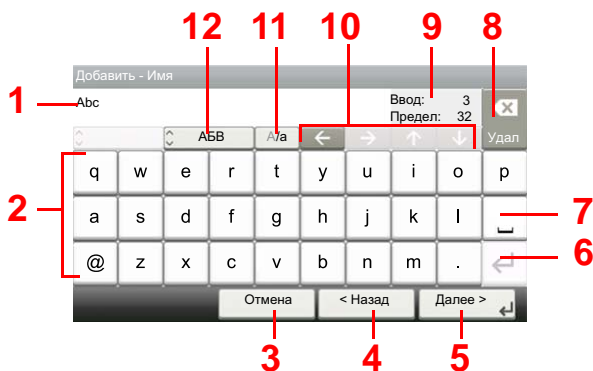 12 11 10 9 8
Добавить - Имя
1 Abc Ввод: 3
Предел: 32
АБВ A/a ← → ↑ ↓ Удал
2 q w e r t y u i o p
a s d f g h j k l 7
@ z x c v b n m . 6
Отмена < Назад Далее >
3 4 5